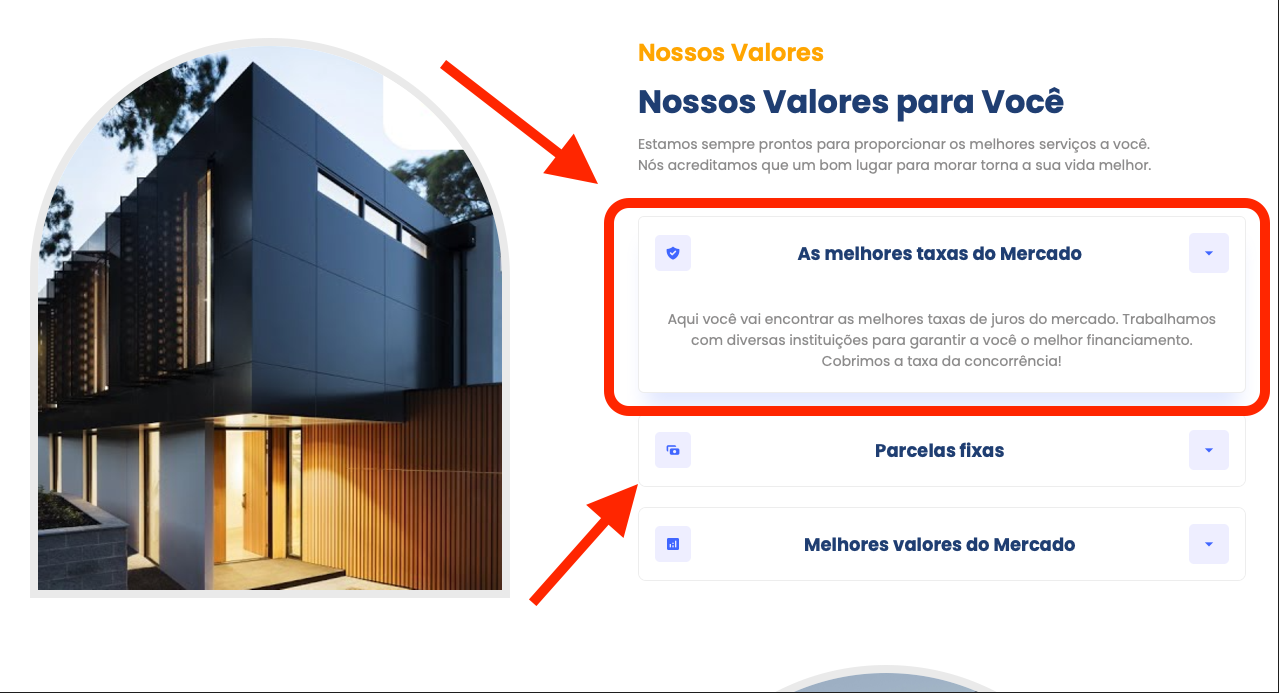 Nossos Valores
Nossos Valores para Você
Estamos sempre prontos para proporcionar os melhores serviços a você.
Nós acreditamos que um bom lugar para morar torna a sua vida melhor.
As melhores taxas do Mercado
Aqui você vai encontrar as melhores taxas de juros do mercado. Trabalhamos
com diversas instituições para garantir a você o melhor financiamento.
Cobrimos a taxa da concorrência!
Parcelas fixas
Melhores valores do Mercado